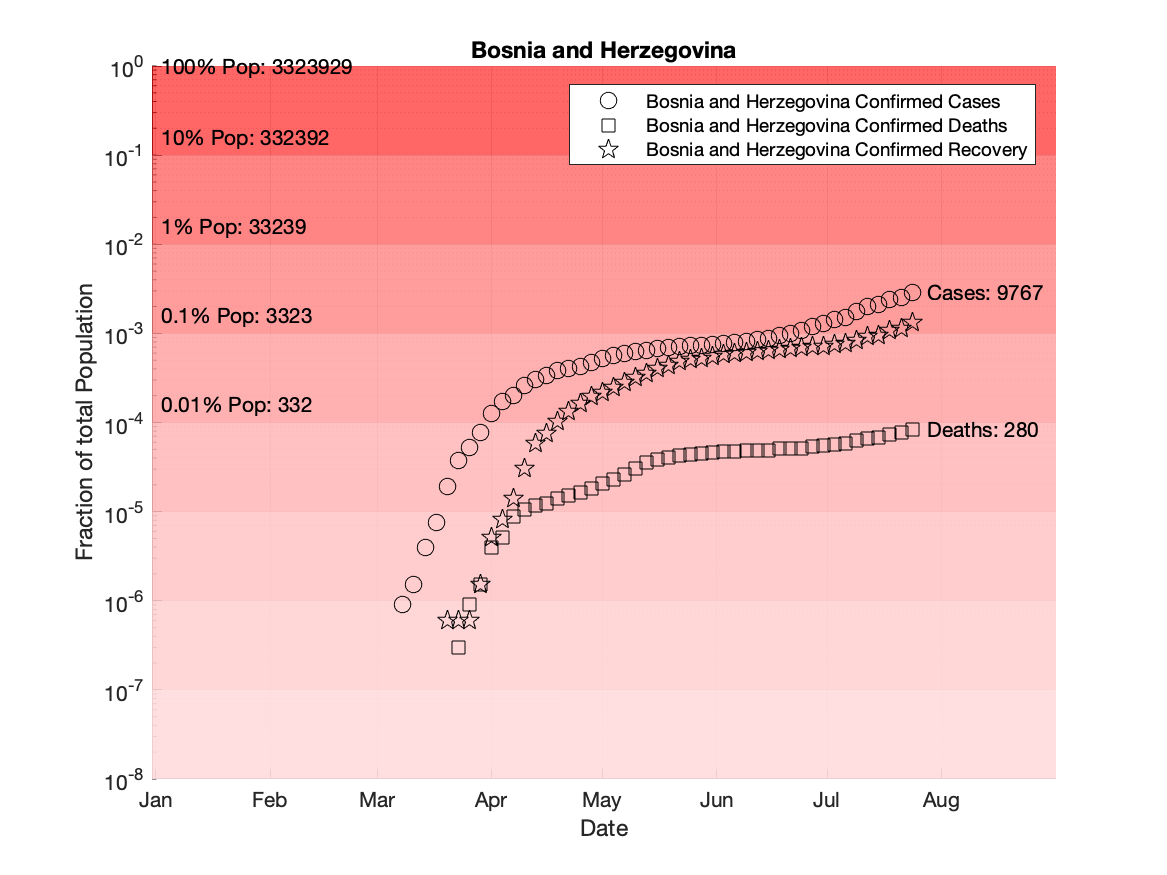 Bosnia and Herzegovina
10^0
100% Pop: 3323929
Bosnia and Herzegovina Confirmed Cases
Bosnia and Herzegovina Confirmed Deaths
Bosnia and Herzegovina Confirmed Recovery
10% Pop: 332392
10^-1
1% Pop: 33239
10^-2
Cases: 9767
0.1% Pop: 3323
10^-3
0.01% Pop: 332
10^-4
Deaths: 280
10^-5
10^-6
10^-7
10^-8
Fraction of total Population
Jan Feb Mar Apr May Jun Jul Aug
Date